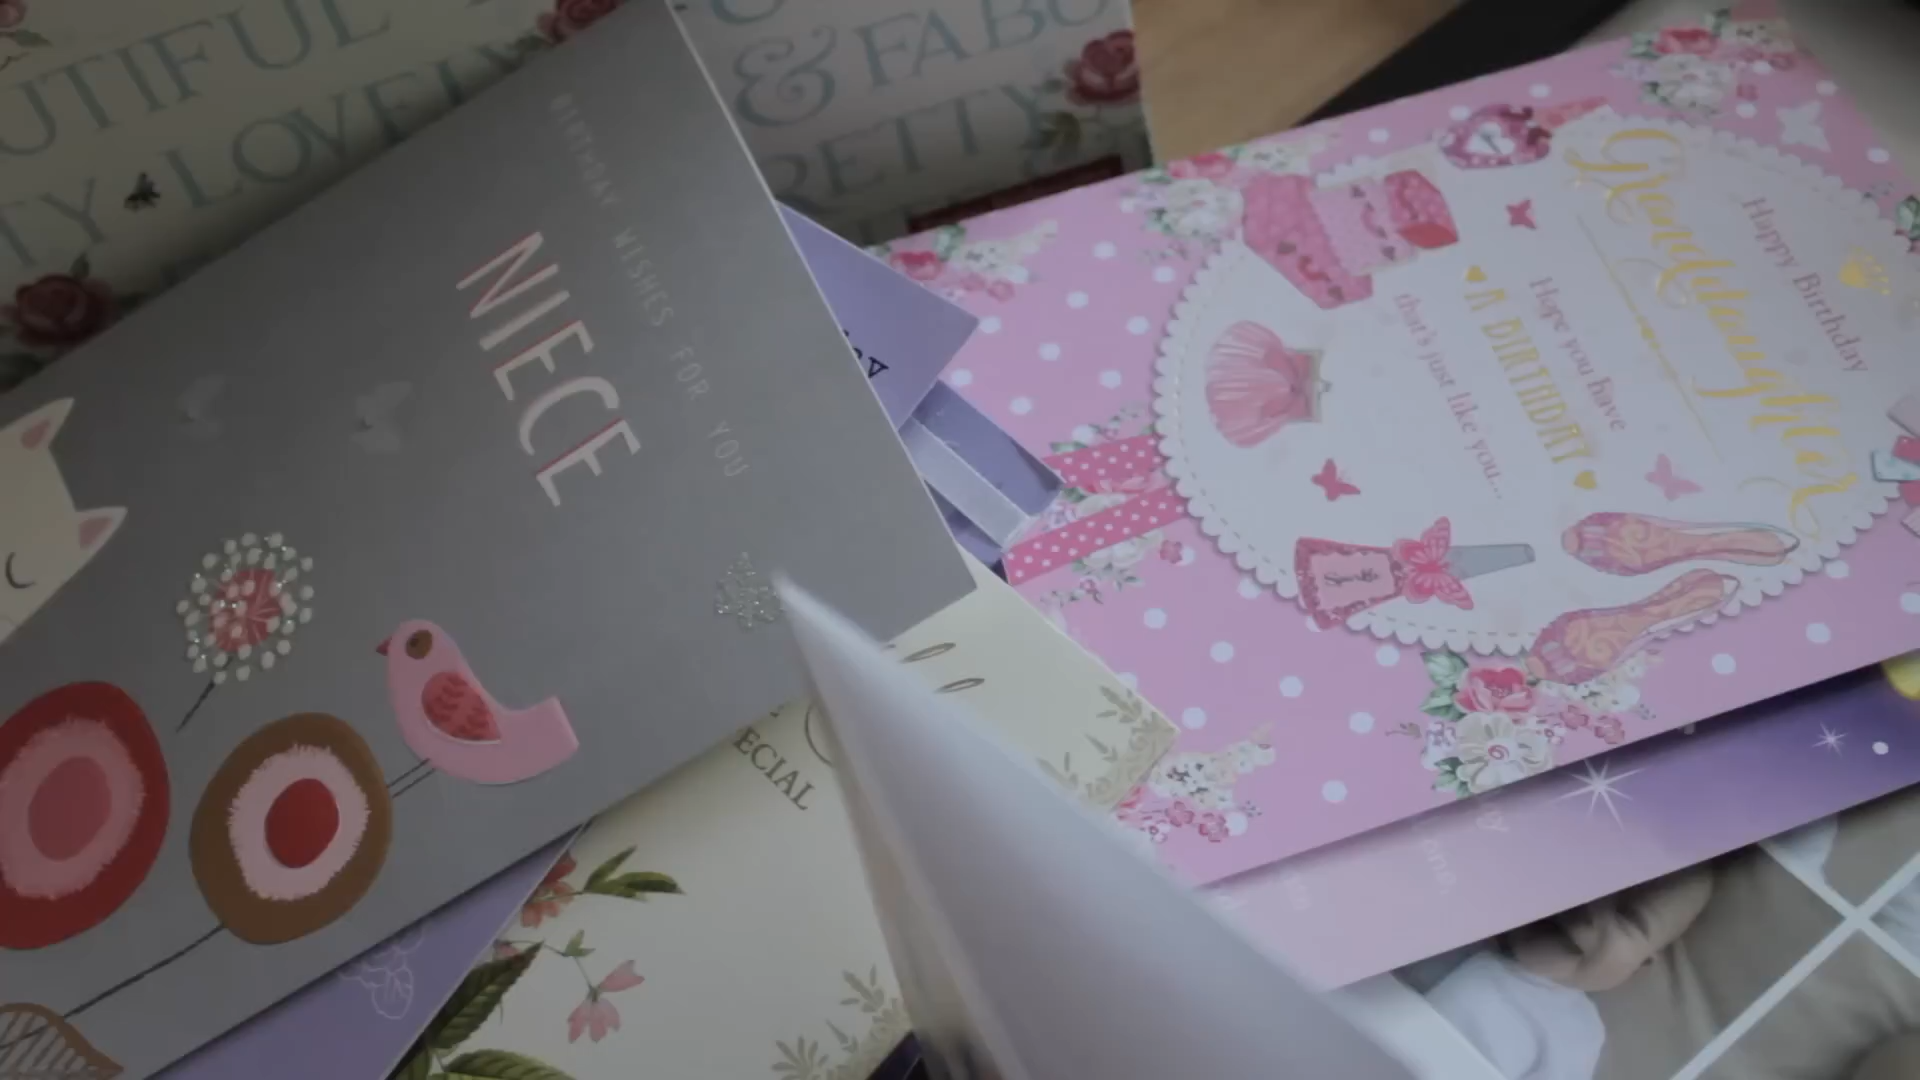 UTIFUL
LOVELY
TY
& FABU
RETTY
BIRTHDAY WISHES FOR YOU
NIECE
ECIAL
Happy Birthday
Granddaughter
Hope you have
A BIRTHDAY
that's just like you...